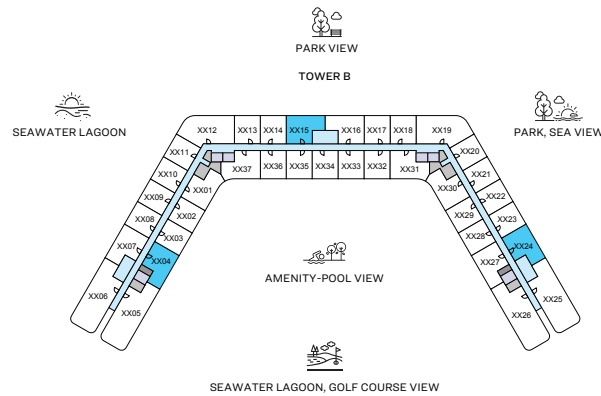 PARK VIEW
TOWER B
SEAWATER LAGOON
PARK, SEA VIEW
XX12
XX13
XX14
XX15
XX16
XX17
XX18
XX19
XX11
XX20
XX10
XX01
XX37
XX36
XX35
XX34
XX33
XX32
XX31
XX30
XX21
XX09
XX02
XX29
XX22
XX08
XX03
XX28
XX23
XX07
XX04
XX27
XX24
XX06
XX05
XX26
XX25
AMENITY-POOL VIEW
SEAWATER LAGOON, GOLF COURSE VIEW